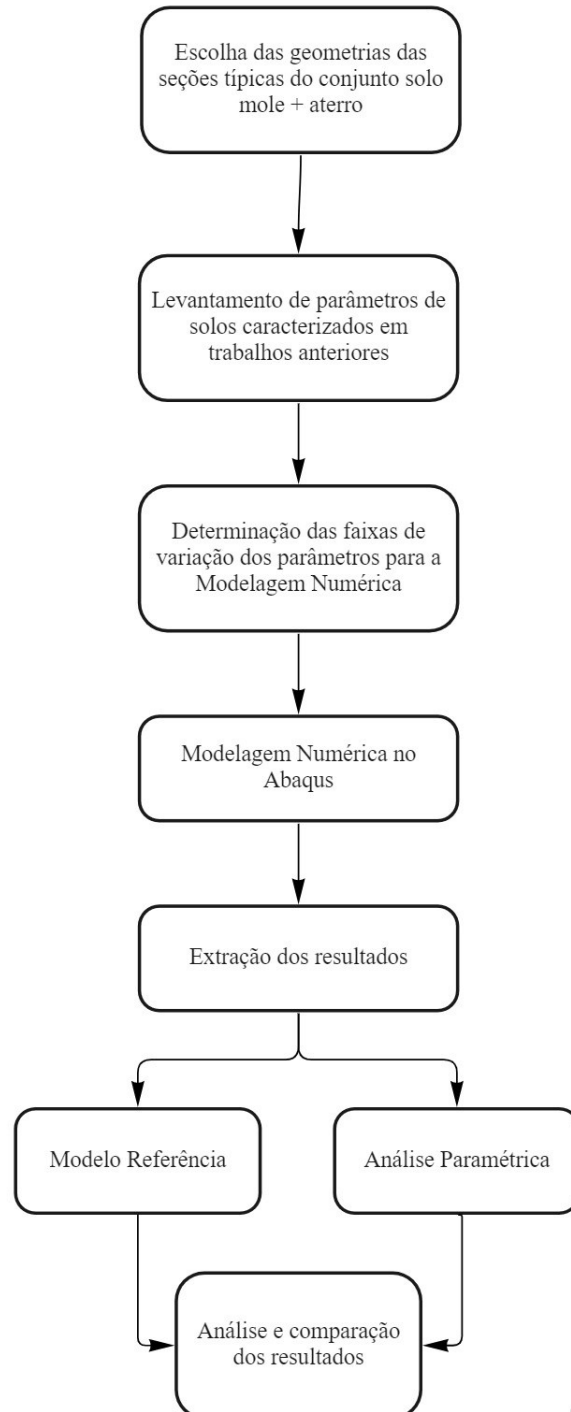 Escolha das geometrias das
seções típicas do conjunto solo
mole + aterro
Levantamento de parâmetros de
solos caracterizados em
trabalhos anteriores
Determinação das faixas de
variação dos parâmetros para a
Modelagem Numérica
Modelagem Numérica no
Abaqus
Extração dos resultados
Modelo Referência
Análise Paramétrica
Análise e comparação
dos resultados